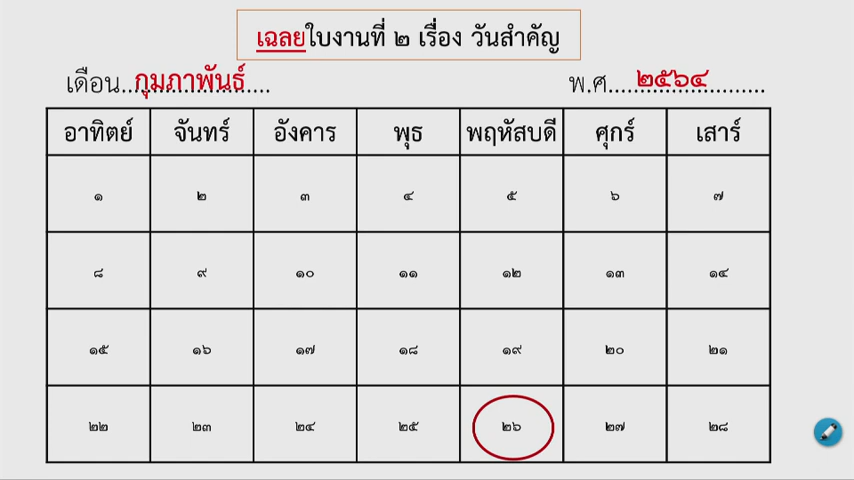 เฉลยใบงานที่ ๒ เรื่อง วันสำคัญ
เดือน...กุมภาพันธ์... พ.ศ...๒๕๖๔...
อาทิตย์ จันทร์ อังคาร พุธ พฤหัสบดี ศุกร์ เสาร์
๑ ๒ ๓ ๔ ๕ ๖ ๗
๘ ๙ ๑๐ ๑๑ ๑๒ ๑๓ ๑๔
๑๕ ๑๖ ๑๗ ๑๘ ๑๙ ๒๐ ๒๑
๒๒ ๒๓ ๒๔ ๒๕ ๒๖ ๒๗ ๒๘